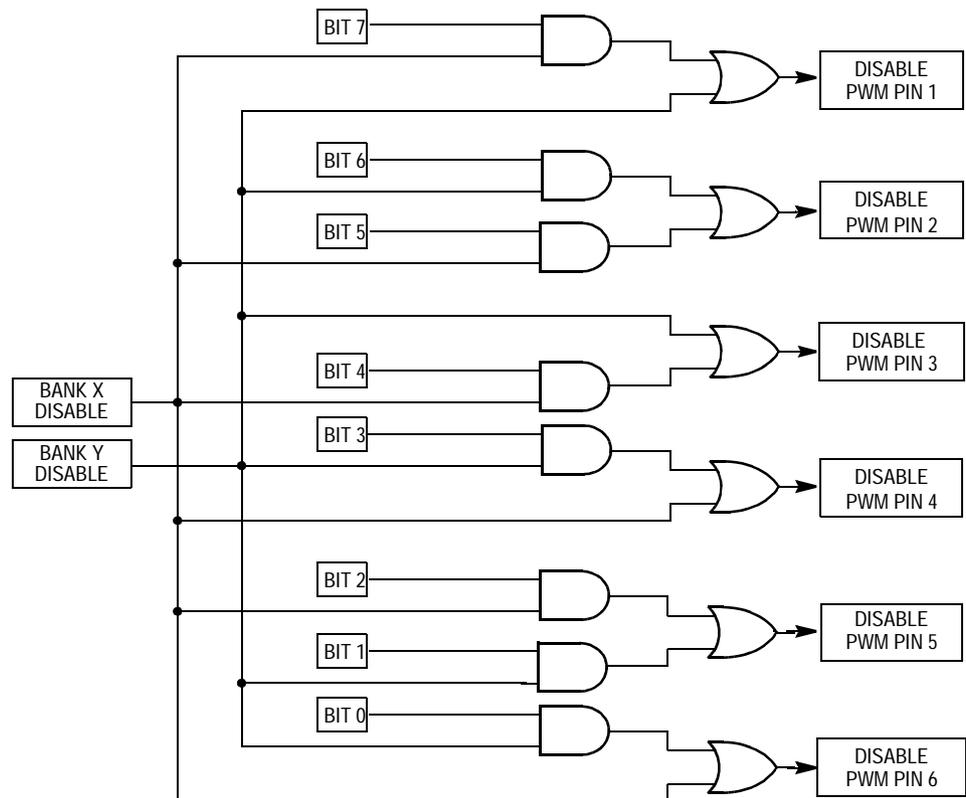 BIT 7
DISABLE
PWM PIN 1
BIT 6
DISABLE
PWM PIN 2
BIT 5
DISABLE
PWM PIN 3
BIT 4
BANK X
DISABLE
BIT 3
BANK Y
DISABLE
DISABLE
PWM PIN 4
BIT 2
DISABLE
PWM PIN 5
BIT 1
BIT 0
DISABLE
PWM PIN 6